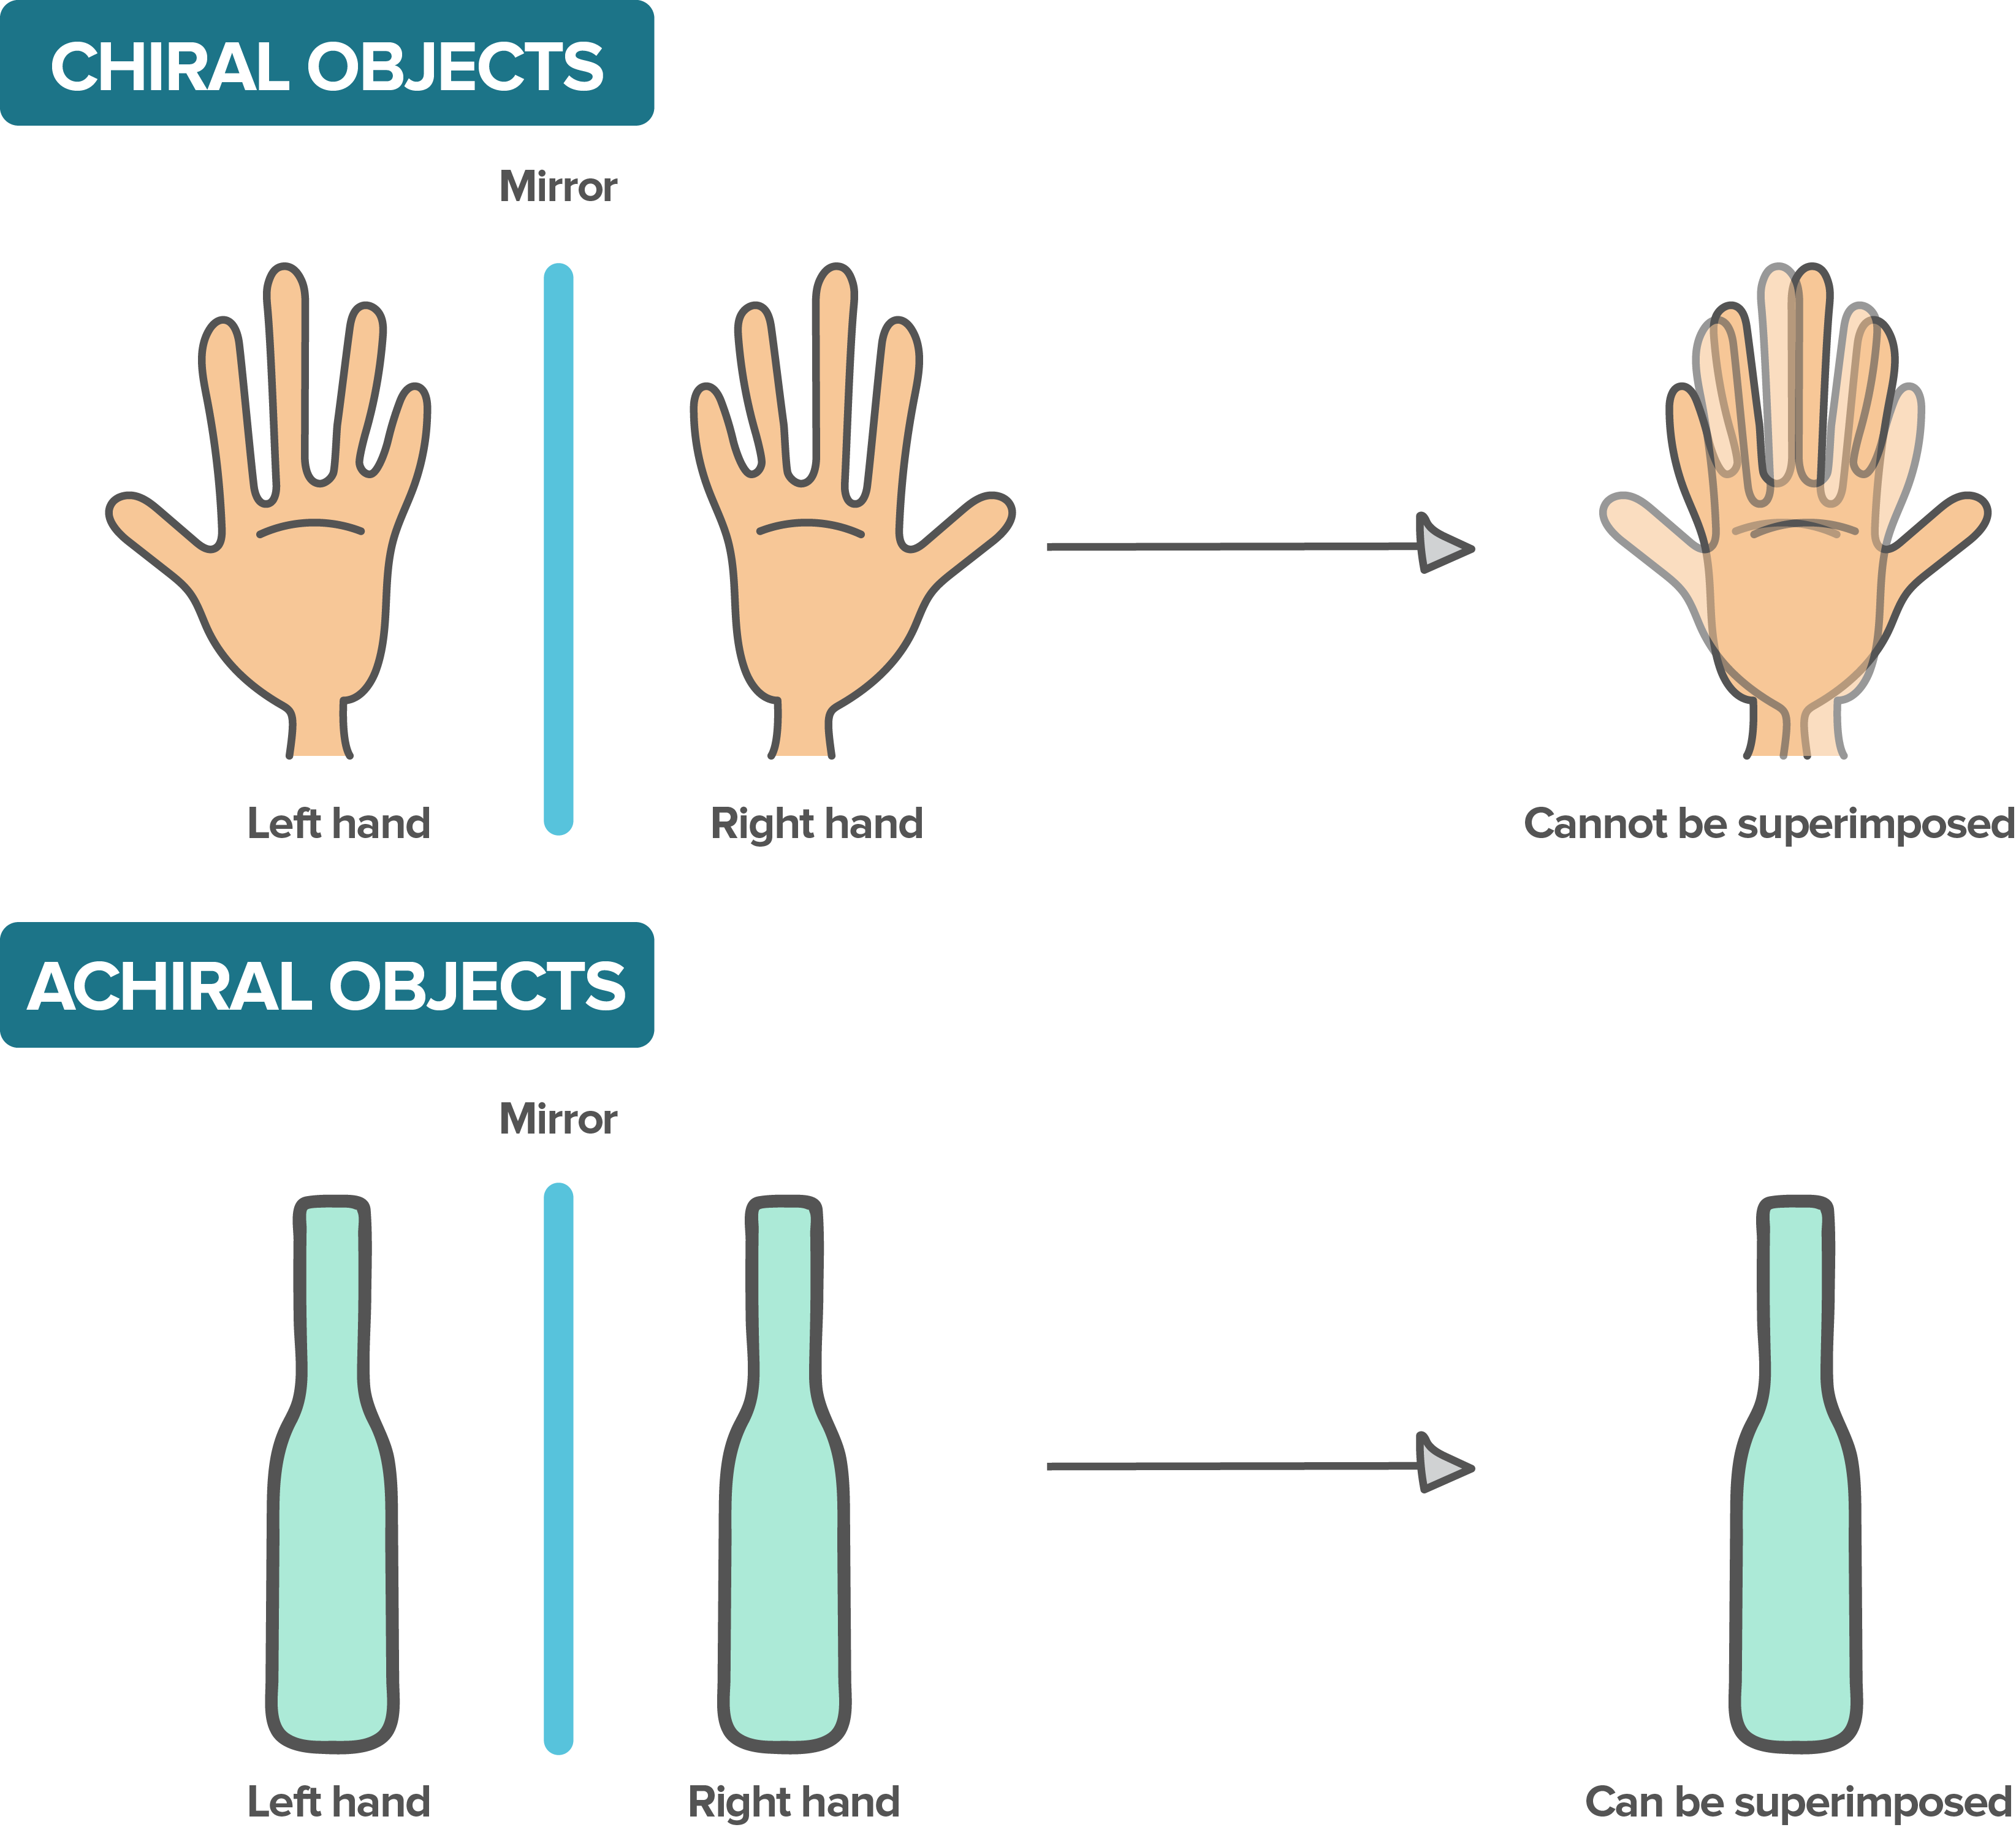 CHIRAL OBJECTS
Mirror
Left hand
Right hand
Cannot be superimposed
ACHIRAL OBJECTS
Mirror
Left hand
Right hand
Can be superimposed